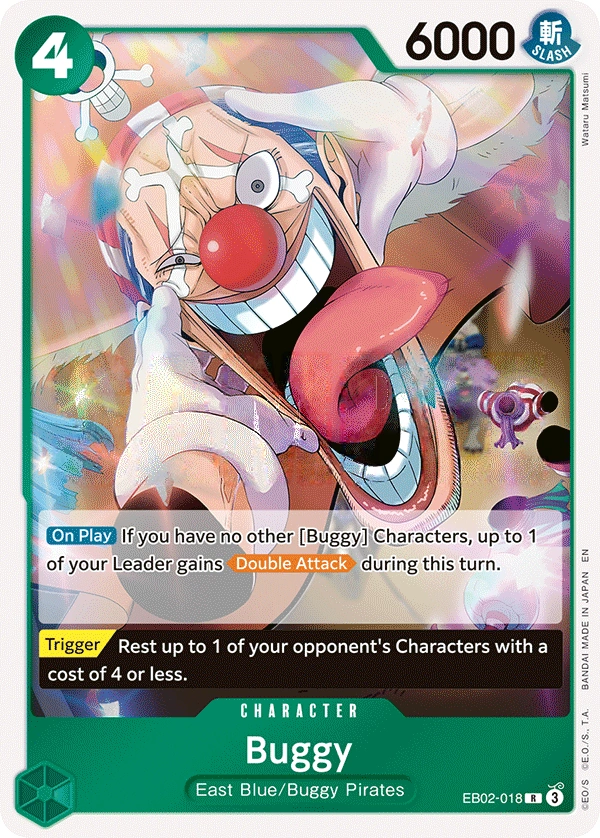 4
6000
斬
SLASH
Wataru Matsumi
On Play If you have no other [Buggy] Characters, up to 1
of your Leader gains Double Attack during this turn.
Trigger Rest up to 1 of your opponent's Characters with a
cost of 4 or less.
CHARACTER
Buggy
East Blue/Buggy Pirates
EB02-018 R 3
©E.O/S ©E.O./S., T.A. BANDAI MADE IN JAPAN EN